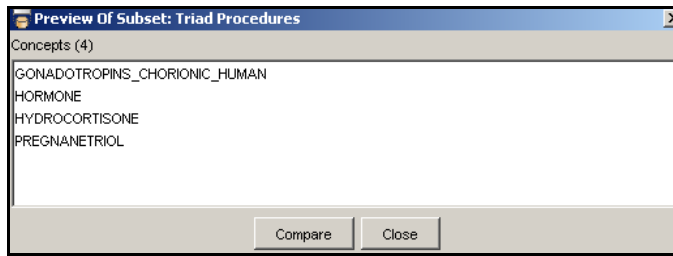 Preview Of Subset: Triad Procedures
Concepts (4)
GONADOTROPINS_CHORIONIC_HUMAN
HORMONE
HYDROCORTISONE
PREGNANETRIOL
Compare Close